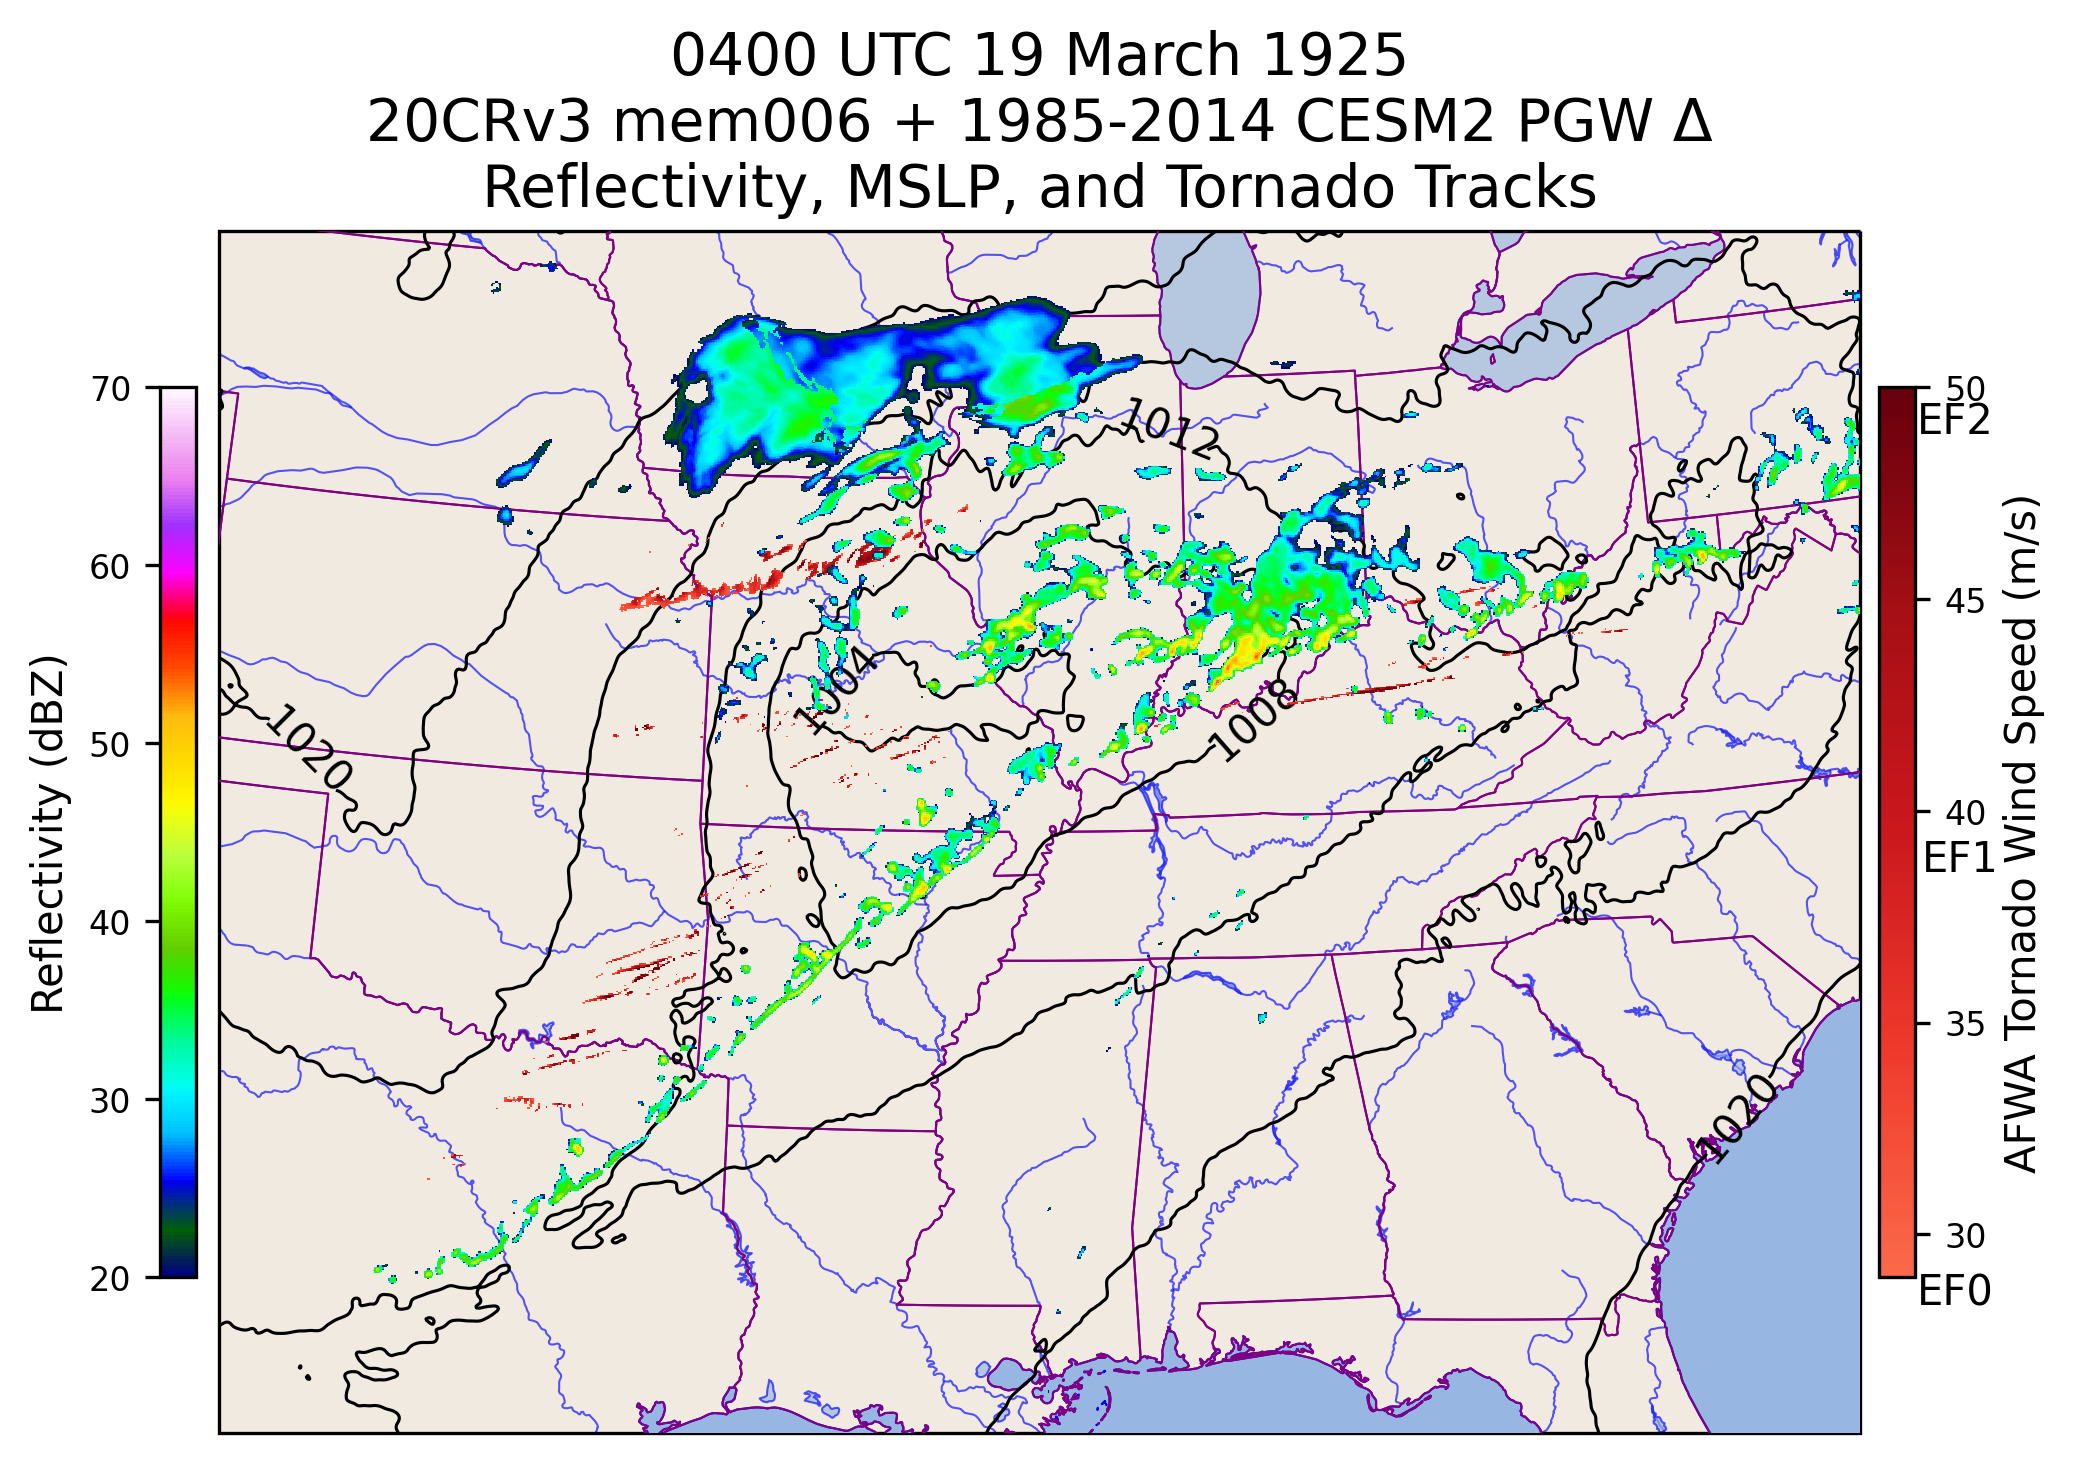 0400 UTC 19 March 1925
20CRv3 mem006 + 1985-2014 CESM2 PGW Δ
Reflectivity, MSLP, and Tornado Tracks
70
60
50
40
30
20
Reflectivity (dBZ)
1012
1004
1008
1020
1020
50
EF2
45
40
EF1
35
30
EF0
AFWA Tornado Wind Speed (m/s)